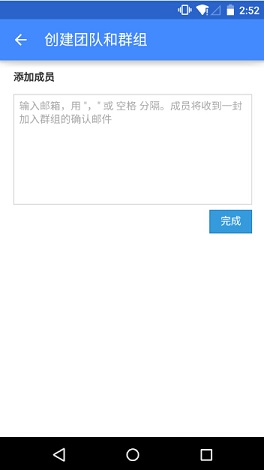 2:52
创建团队和群组
添加成员
输入邮箱，用 "，" 或 空格 分隔。成员将收到一封
加入群组的确认邮件
完成